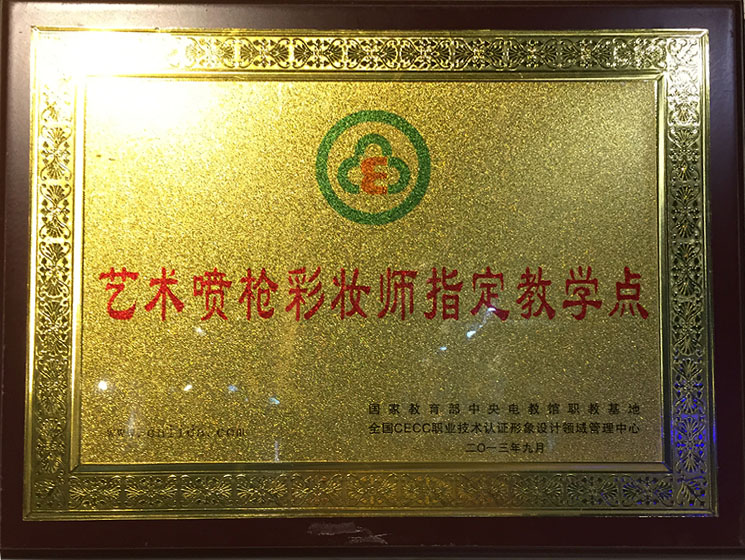 E
艺术喷枪彩妆师指定教学点
国家教育部中央电教馆职教基地
全国CECC职业技术认证形象设计领域管理中心
二〇一三年九月